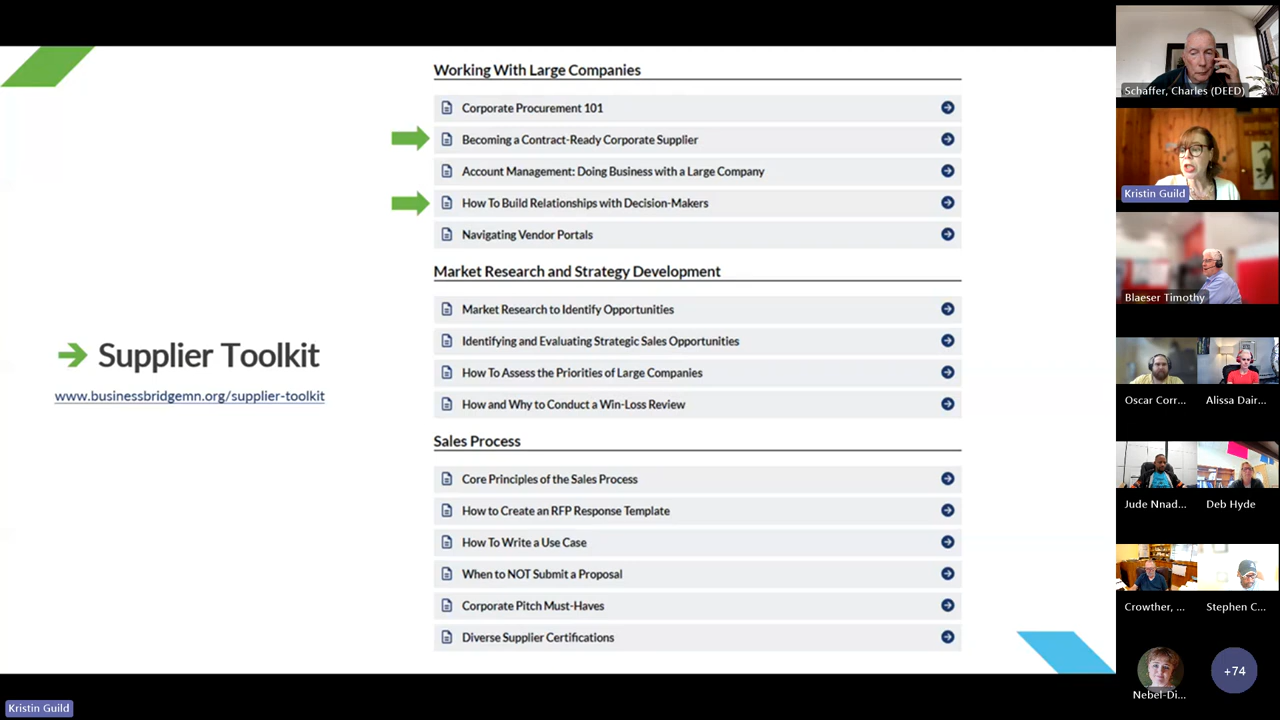 Working With Large Companies
Corporate Procurement 101
Becoming a Contract-Ready Corporate Supplier
Account Management: Doing Business with a Large Company
How To Build Relationships with Decision-Makers
Navigating Vendor Portals
Market Research and Strategy Development
Market Research to Identify Opportunities
Identifying and Evaluating Strategic Sales Opportunities
How To Assess the Priorities of Large Companies
How and Why to Conduct a Win-Loss Review
Sales Process
Core Principles of the Sales Process
How to Create an RFP Response Template
How To Write a Use Case
When to NOT Submit a Proposal
Corporate Pitch Must-Haves
Diverse Supplier Certifications
Supplier Toolkit
www.businessbridgemn.org/supplier-toolkit
Kristin Guild
Schaffer, Charles (DEED)
Kristin Guild
Blaeser Timothy
Oscar Corr...
Alissa Dair...
Jude Nnad...
Deb Hyde
Crowther, ...
Stephen C...
Nebel-Di...
+74